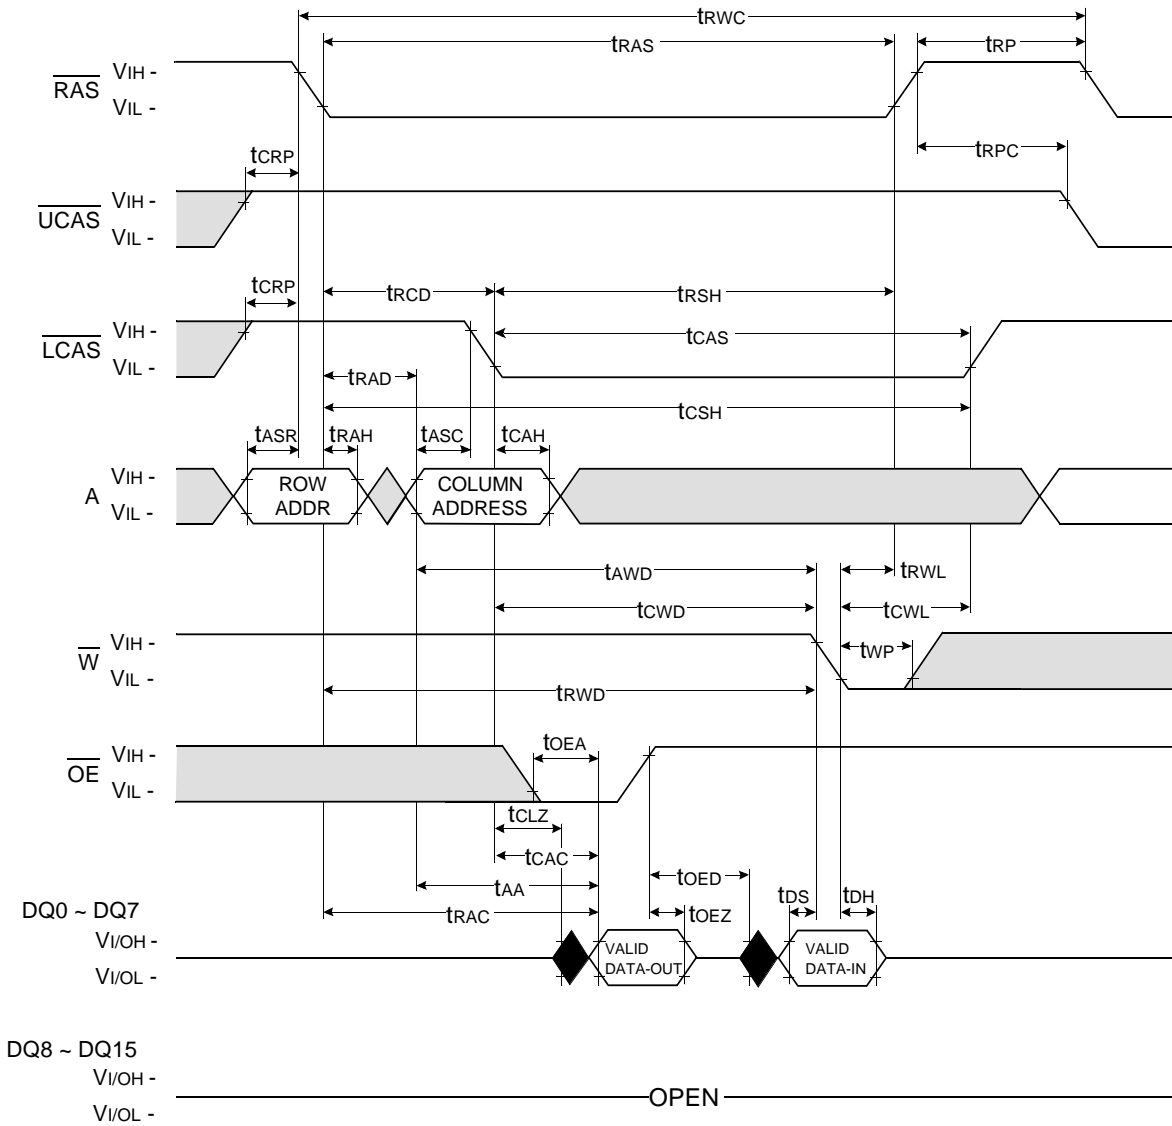 tRWC
tRAS
tRP
RAS
VIH -
VIL -
tRPC
tCRP
UCAS
VIH -
VIL -
tCRP
tRCD
tRSH
LCAS
VIH -
VIL -
tCAS
tRAD
tCSH
tASR
tRAH
tASC
tCAH
A
VIH -
VIL -
ROW
ADDR
COLUMN
ADDRESS
tAWD
tRWL
tCWD
tCWL
W
VIH -
VIL -
tWP
tRWD
OE
VIH -
VIL -
tOEA
tCLZ
tCAC
tAA
tOED
tDS
tDH
tRAC
tOEZ
DQ0 ~ DQ7
VI/OH -
VI/OL -
VALID
DATA-OUT
VALID
DATA-IN
DQ8 ~ DQ15
VI/OH -
VI/OL -
OPEN